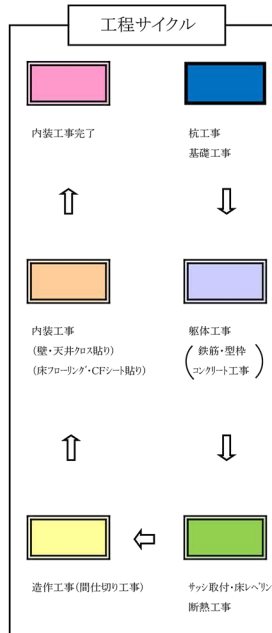 工程サイクル
内装工事完了
杭工事
基礎工事
内装工事
(壁・天井クロス貼り)
(床フローリング・CFシート貼り)
躯体工事
(鉄筋・型枠
コンクリート工事)
造作工事(間仕切り工事)
サッシ取付・床レベリン
断熱工事